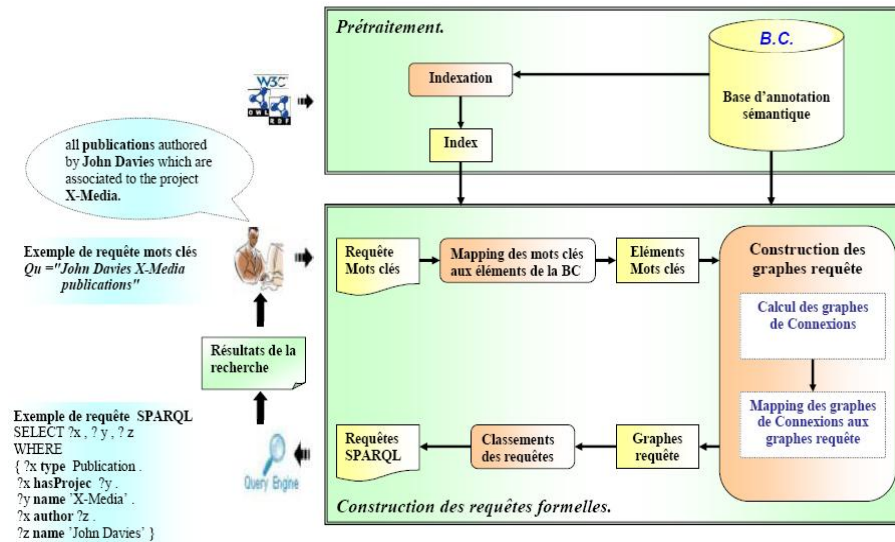 Prétraitement.
B.C.
Base d'annotation
sémantique
Indexation
Index
W3C
OWL
RDF
all publications authored
by John Davies which are
associated to the project
X-Media.
Exemple de requête mots clés
Qu ="John Davies X-Media
publications"
Requête
Mots clés
Mapping des mots clés
aux éléments de la BC
Eléments
Mots clés
Construction des
graphes requête
Calcul des graphes
de Connexions
Mapping des graphes
de Connexions aux
graphes requête
Résultats de la
recherche
Exemple de requête SPARQL
SELECT ?x , ? y , ? z
WHERE
{ ?x type Publication .
?x hasProjec ?y .
?y name 'X-Media' .
?x author ?z .
?z name 'John Davies' }
Query Engine
Requêtes
SPARQL
Classements
des requêtes
Graphes
requête
Construction des requêtes formelles.